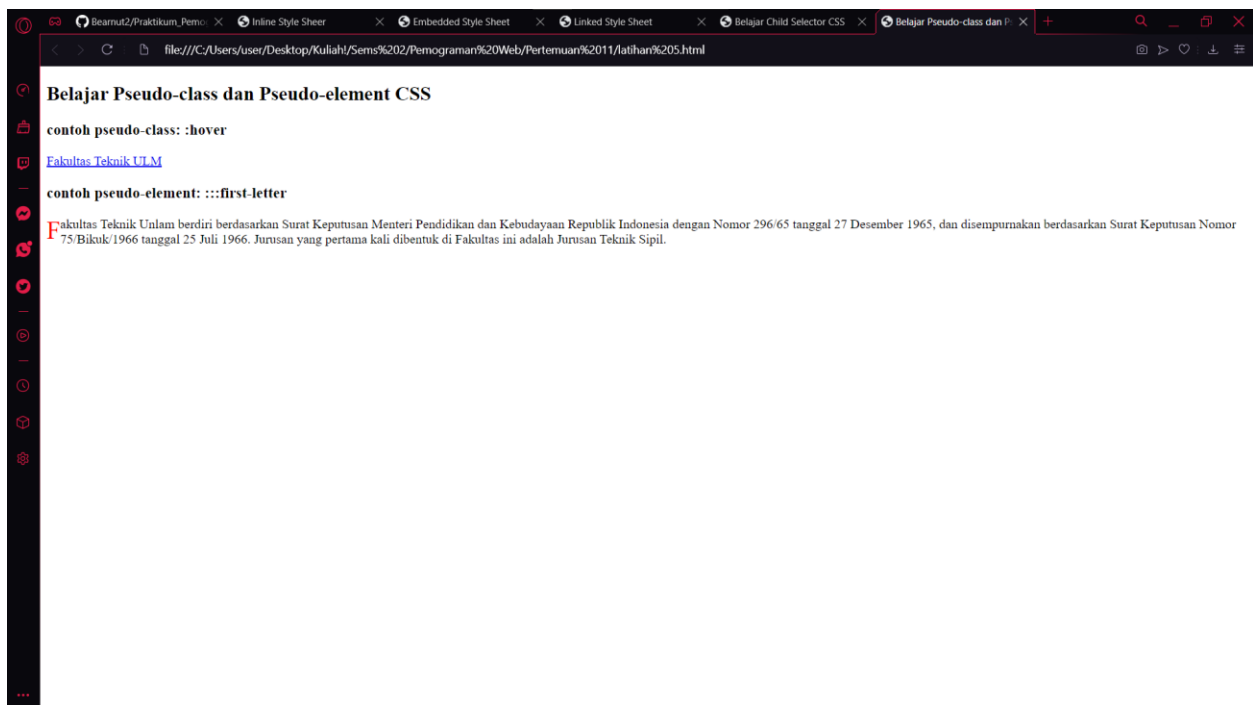 Bearnut2/Praktikum_Pemo
Inline Style Sheer
Embedded Style Sheet
Linked Style Sheet
Belajar Child Selector CSS
Belajar Pseudo-class dan P
file:///C:/Users/user/Desktop/Kuliah!/Sems%202/Pemograman%20Web/Pertemuan%2011/latihan%205.html
Belajar Pseudo-class dan Pseudo-element CSS
contoh pseudo-class: :hover
Fakultas Teknik ULM
contoh pseudo-element: :::first-letter
Fakultas Teknik Unlam berdiri berdasarkan Surat Keputusan Menteri Pendidikan dan Kebudayaan Republik Indonesia dengan Nomor 296/65 tanggal 27 Desember 1965, dan disempurnakan berdasarkan Surat Keputusan Nomor
75/Bikuk/1966 tanggal 25 Juli 1966. Jurusan yang pertama kali dibentuk di Fakultas ini adalah Jurusan Teknik Sipil.